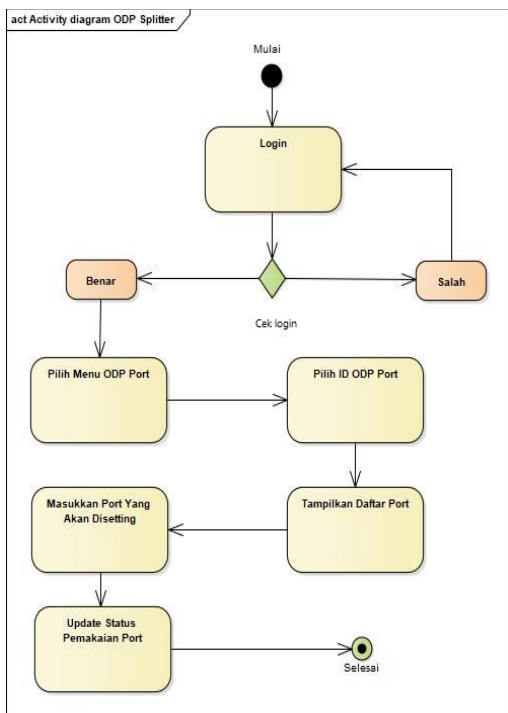 act Activity diagram ODP Splitter
Mulai
Login
Benar
Salah
Cek login
Pilih Menu ODP Port
Pilih ID ODP Port
Masukkan Port Yang
Akan Disetting
Tampilkan Daftar Port
Update Status
Pemakaian Port
Selesai